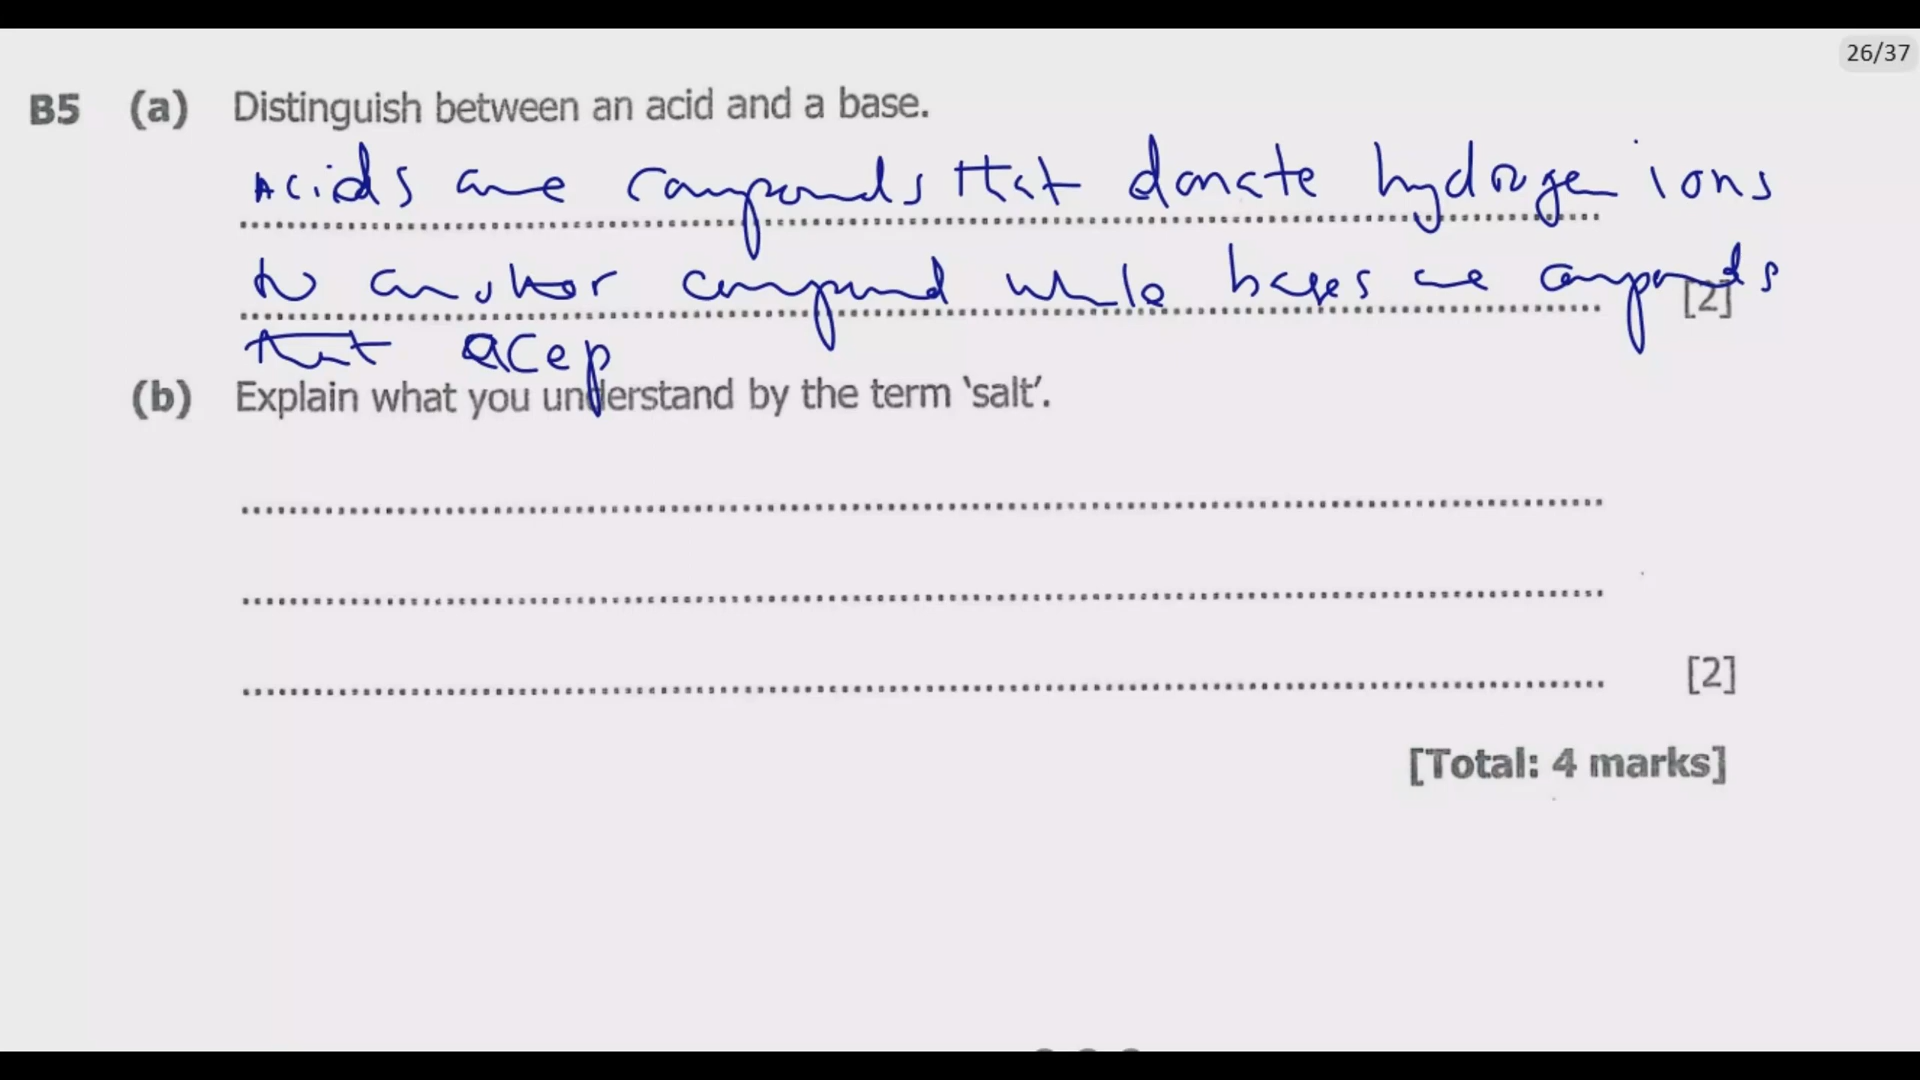 26/37
B5 (a) Distinguish between an acid and a base.
Acids are compounds that donate hydrogen ions
to another compound while bases are compounds
[2]
that acep
(b) Explain what you understand by the term ‘salt’.
[2]
[Total: 4 marks]